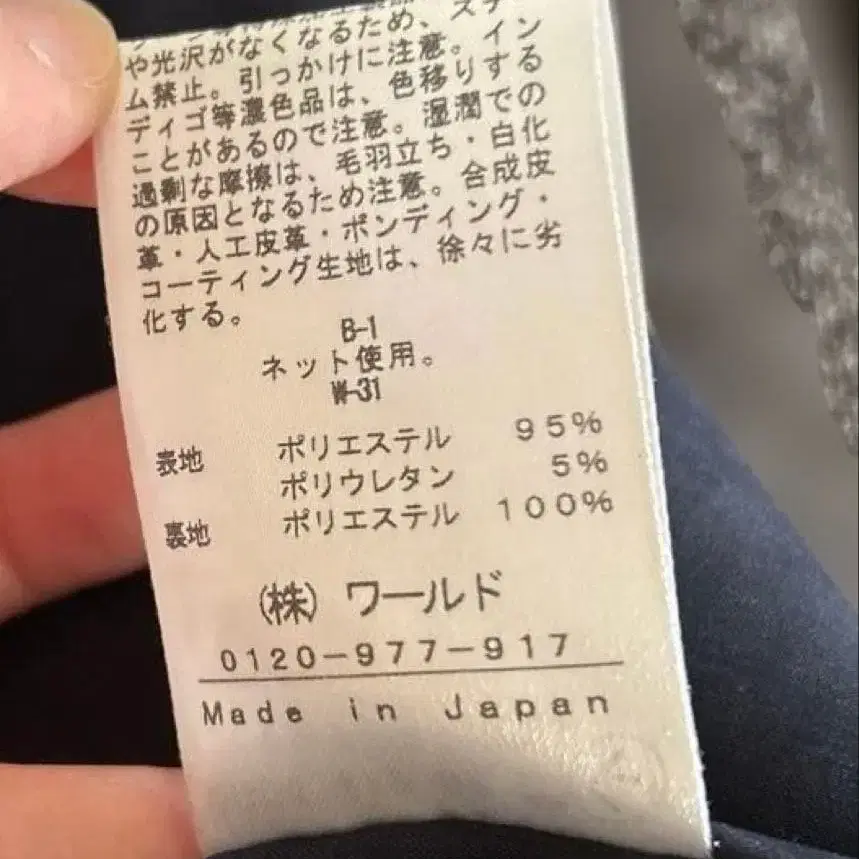 や光沢がなくなるため、スチー
ム禁止。引っかけに注意。イン
ディゴ等濃色品は、色移りする
ことがあるので注意。湿潤での
過剰な摩擦は、毛羽立ち・白化
の原因となるため注意。合成皮
革・人工皮革・ボンディング・
コーティング生地は、徐々に劣
化する。
B-1
ネット使用。
W-31
表地 ポリエステル 95%
ポリウレタン 5%
裏地 ポリエステル 100%
(株) ワールド
0120-977-917
Made in Japan